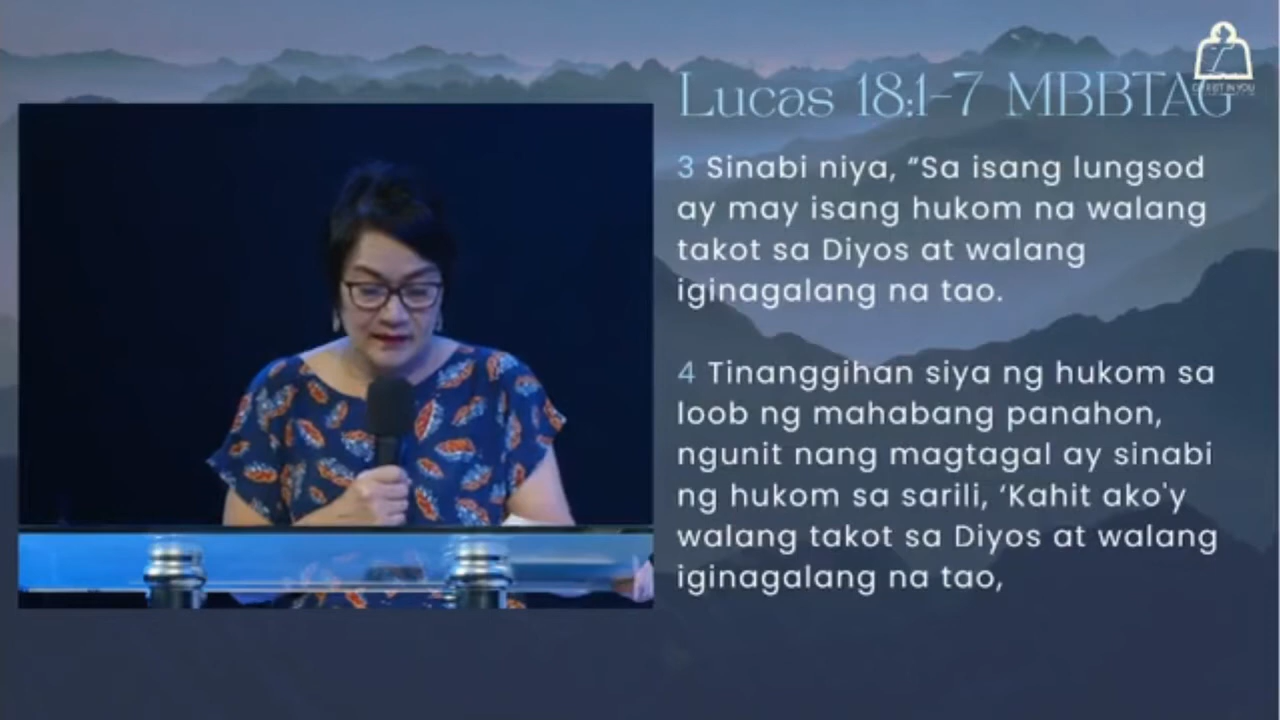 Lucas 18:1-7 MBBTAG
3 Sinabi niya, “Sa isang lungsod
ay may isang hukom na walang
takot sa Diyos at walang
iginagalang na tao.
4 Tinanggihan siya ng hukom sa
loob ng mahabang panahon,
ngunit nang magtagal ay sinabi
ng hukom sa sarili, ‘Kahit ako'y
walang takot sa Diyos at walang
iginagalang na tao,